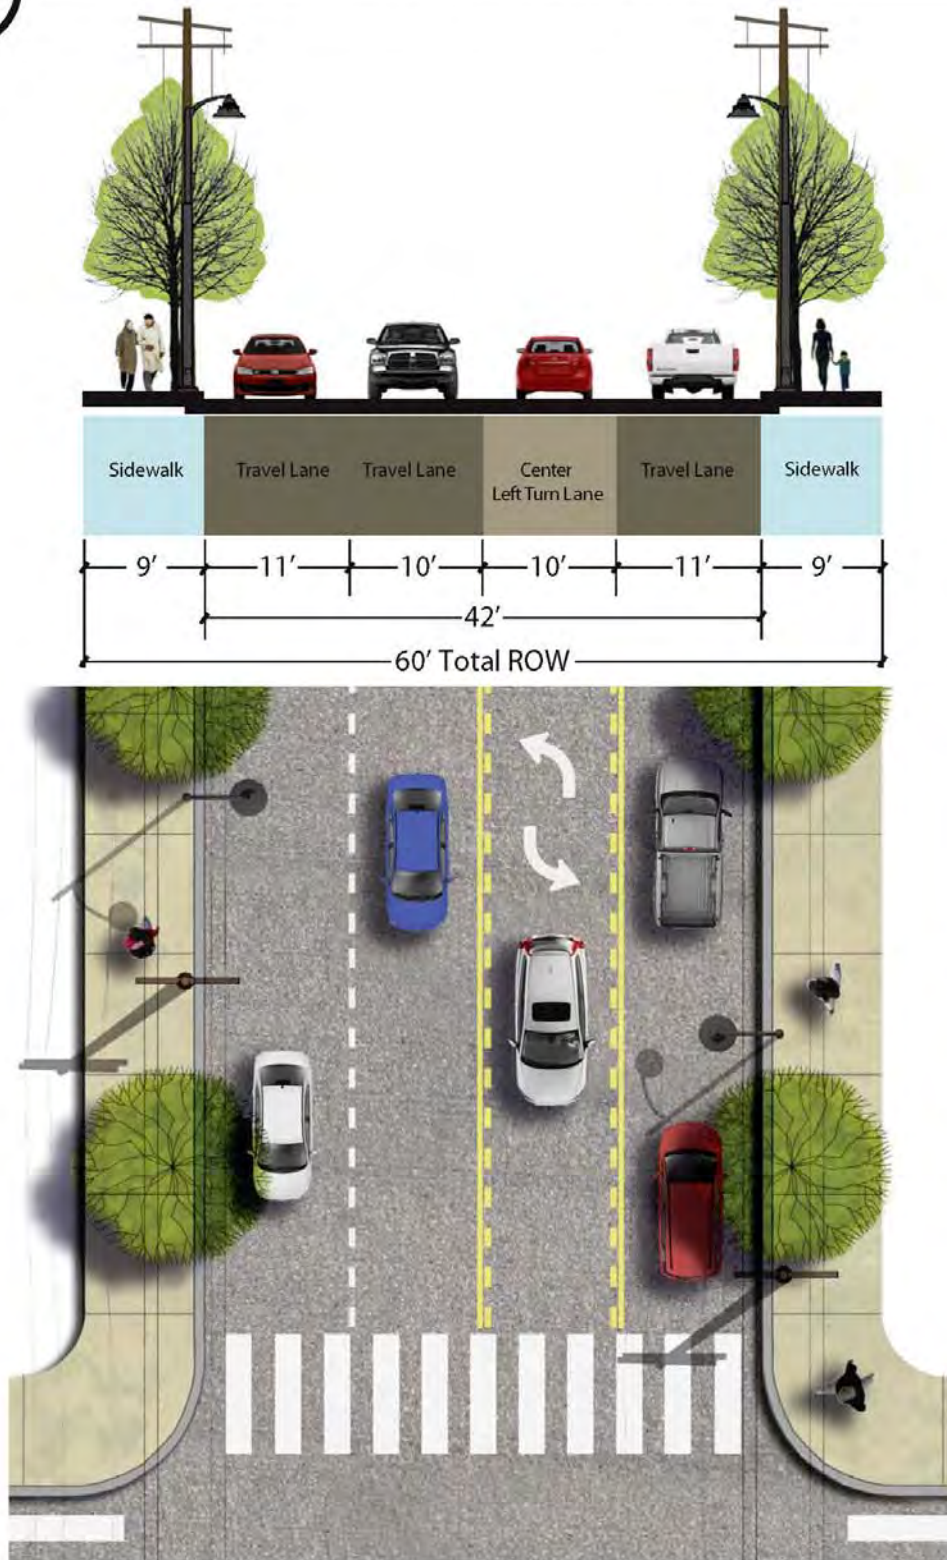 Sidewalk
Travel Lane
Travel Lane
Center
Left Turn Lane
Travel Lane
Sidewalk
9′
11′
10′
10′
11′
9′
42′
60′ Total ROW